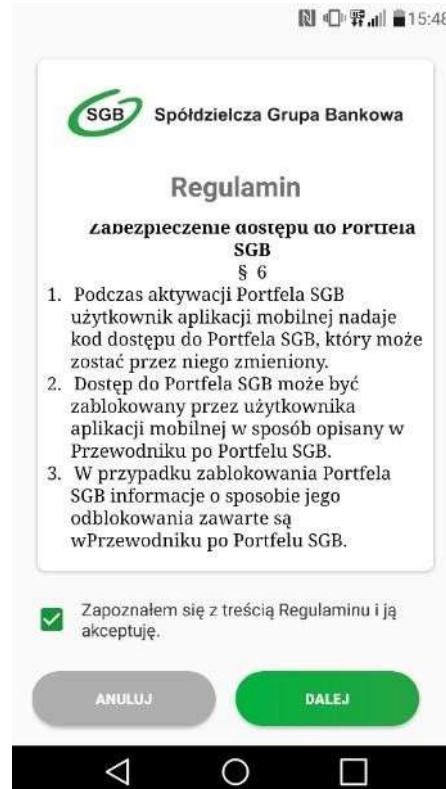 15:48
SGB Spółdzielcza Grupa Bankowa
Regulamin
Zabezpieczenie dostępu do Portfela
SGB
§ 6
1. Podczas aktywacji Portfela SGB
użytkownik aplikacji mobilnej nadaje
kod dostępu do Portfela SGB, który może
zostać przez niego zmieniony.
2. Dostęp do Portfela SGB może być
zablokowany przez użytkownika
aplikacji mobilnej w sposób opisany w
Przewodniku po Portfelu SGB.
3. W przypadku zablokowania Portfela
SGB informacje o sposobie jego
odblokowania zawarte są
wPrzewodniku po Portfelu SGB.
Zapoznałem się z treścią Regulaminu i ją
akceptuję.
ANULUJ DALEJ